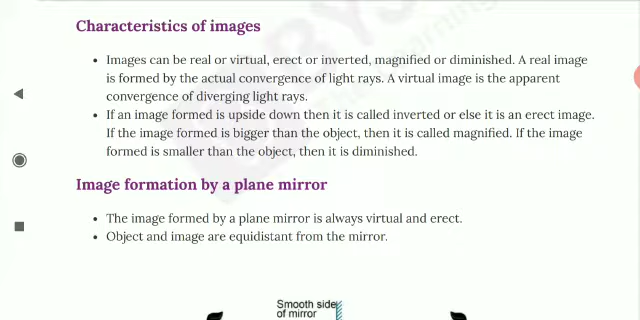 Characteristics of images
• Images can be real or virtual, erect or inverted, magnified or diminished. A real image
is formed by the actual convergence of light rays. A virtual image is the apparent
convergence of diverging light rays.
• If an image formed is upside down then it is called inverted or else it is an erect image.
If the image formed is bigger than the object, then it is called magnified. If the image
formed is smaller than the object, then it is diminished.
Image formation by a plane mirror
• The image formed by a plane mirror is always virtual and erect.
• Object and image are equidistant from the mirror.
Smooth side
of mirror